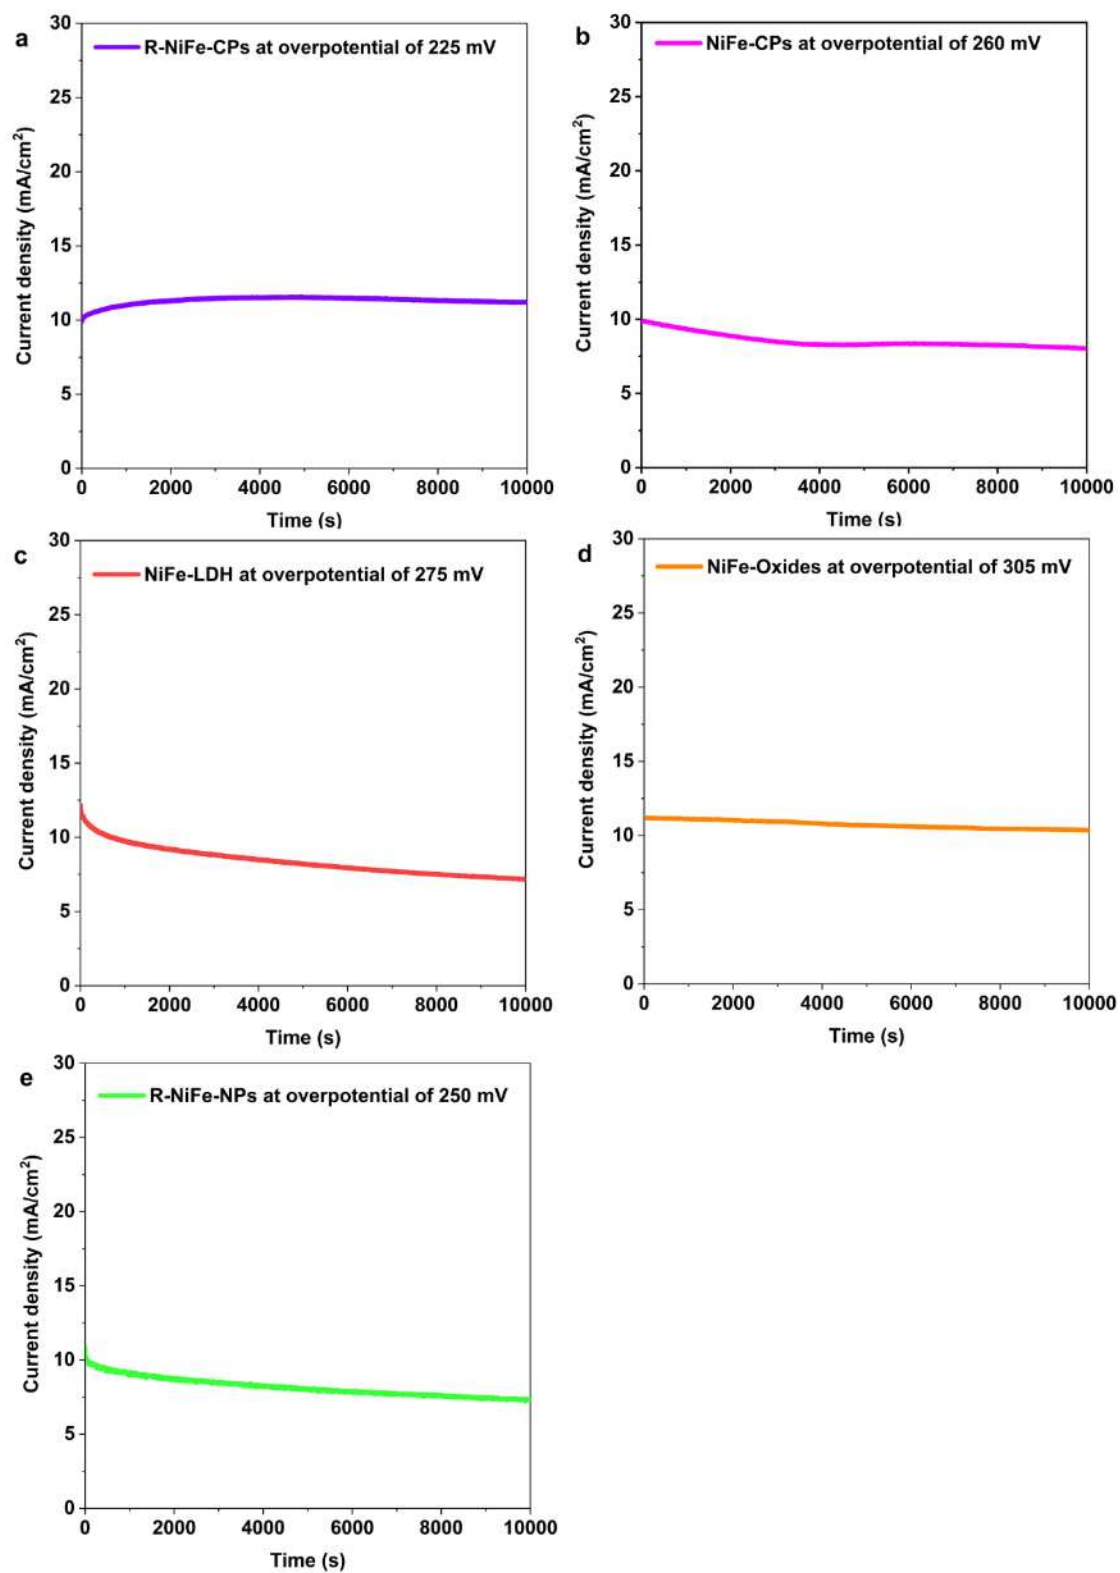 a
R-NiFe-CPs at overpotential of 225 mV
Current density (mA/cm²)
30
25
20
15
10
5
0
0 2000 4000 6000 8000 10000
Time (s)
b
NiFe-CPs at overpotential of 260 mV
Current density (mA/cm²)
30
25
20
15
10
5
0
0 2000 4000 6000 8000 10000
Time (s)
c
NiFe-LDH at overpotential of 275 mV
Current density (mA/cm²)
30
25
20
15
10
5
0
0 2000 4000 6000 8000 10000
Time (s)
d
NiFe-Oxides at overpotential of 305 mV
Current density (mA/cm²)
30
25
20
15
10
5
0
0 2000 4000 6000 8000 10000
Time (s)
e
R-NiFe-NPs at overpotential of 250 mV
Current density (mA/cm²)
30
25
20
15
10
5
0
0 2000 4000 6000 8000 10000
Time (s)